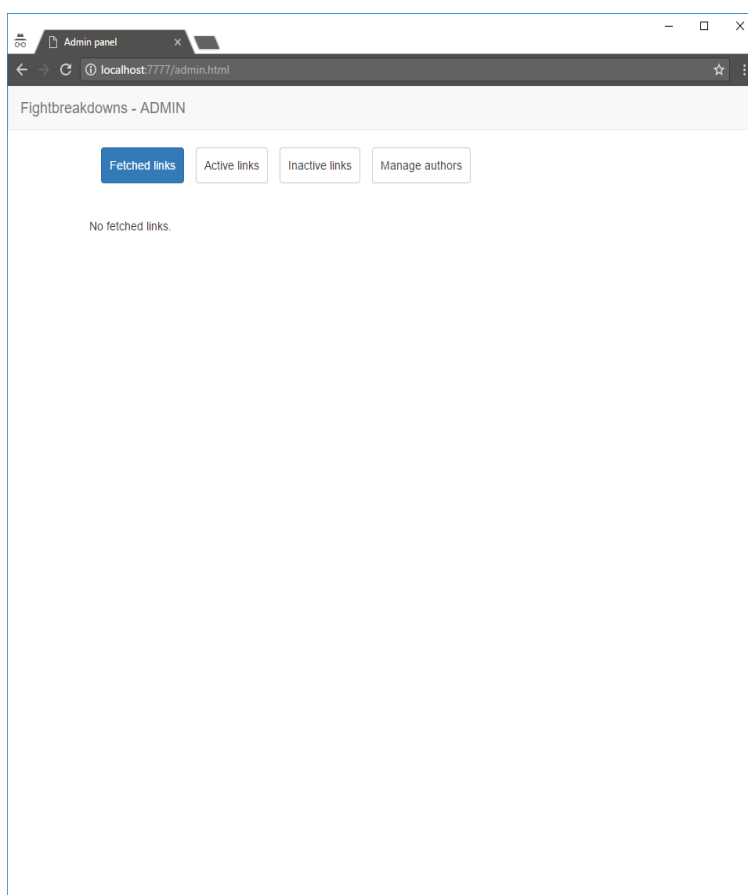 Admin panel
localhost:7777/admin.html
Fightbreakdowns - ADMIN
Fetched links Active links Inactive links Manage authors
No fetched links.